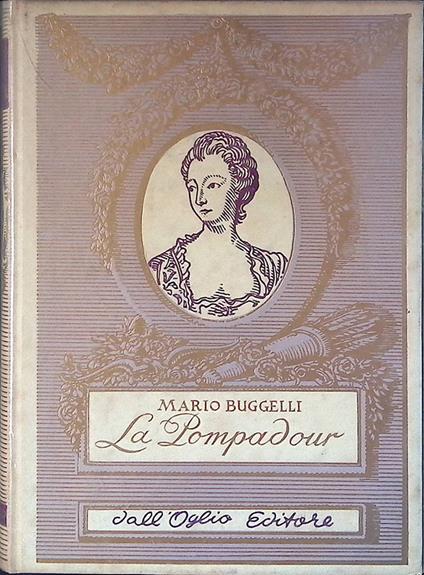 MARIO BUGGELLI
La Pompadour
dall'Oglio Editore